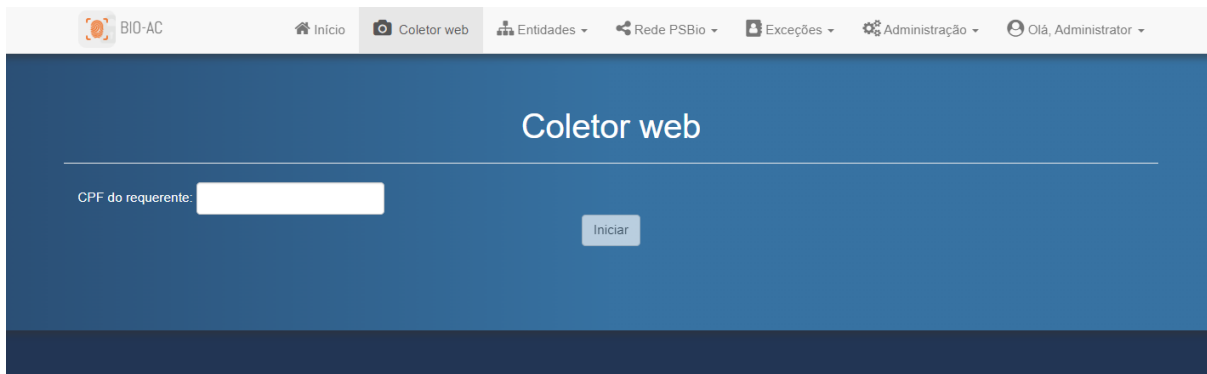 BIO-AC Início Coletor web Entidades Rede PSBio Exceções Administração Olá, Administrator
Coletor web
CPF do requerente:
Iniciar